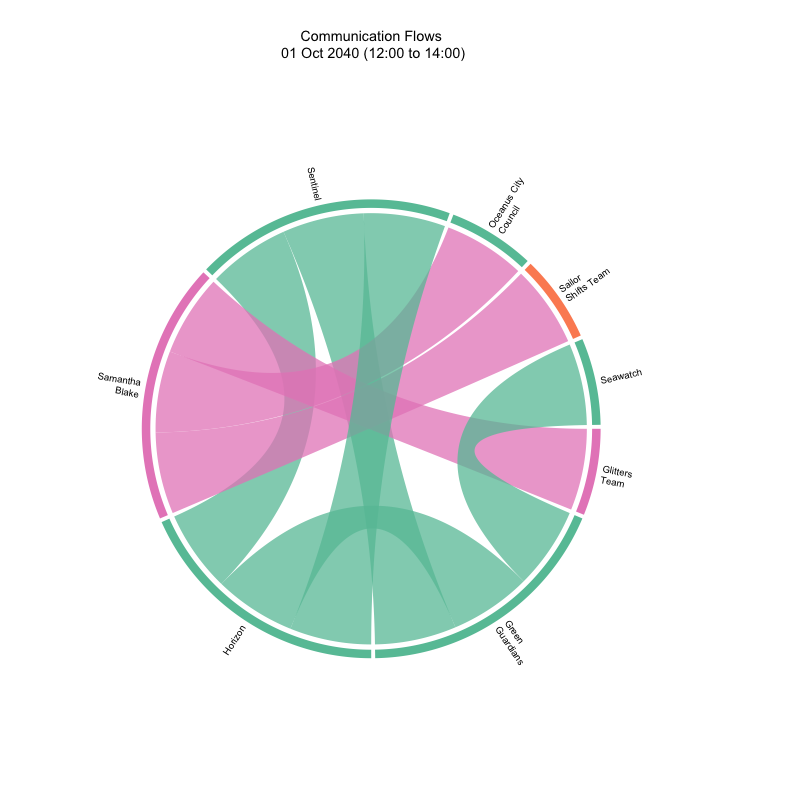 Communication Flows
01 Oct 2040 (12:00 to 14:00)
Sentinel
Oceanus City
Council
Sailor
Shifts Team
Seawatch
Glitters
Team
Green
Guardians
Horizon
Samantha
Blake